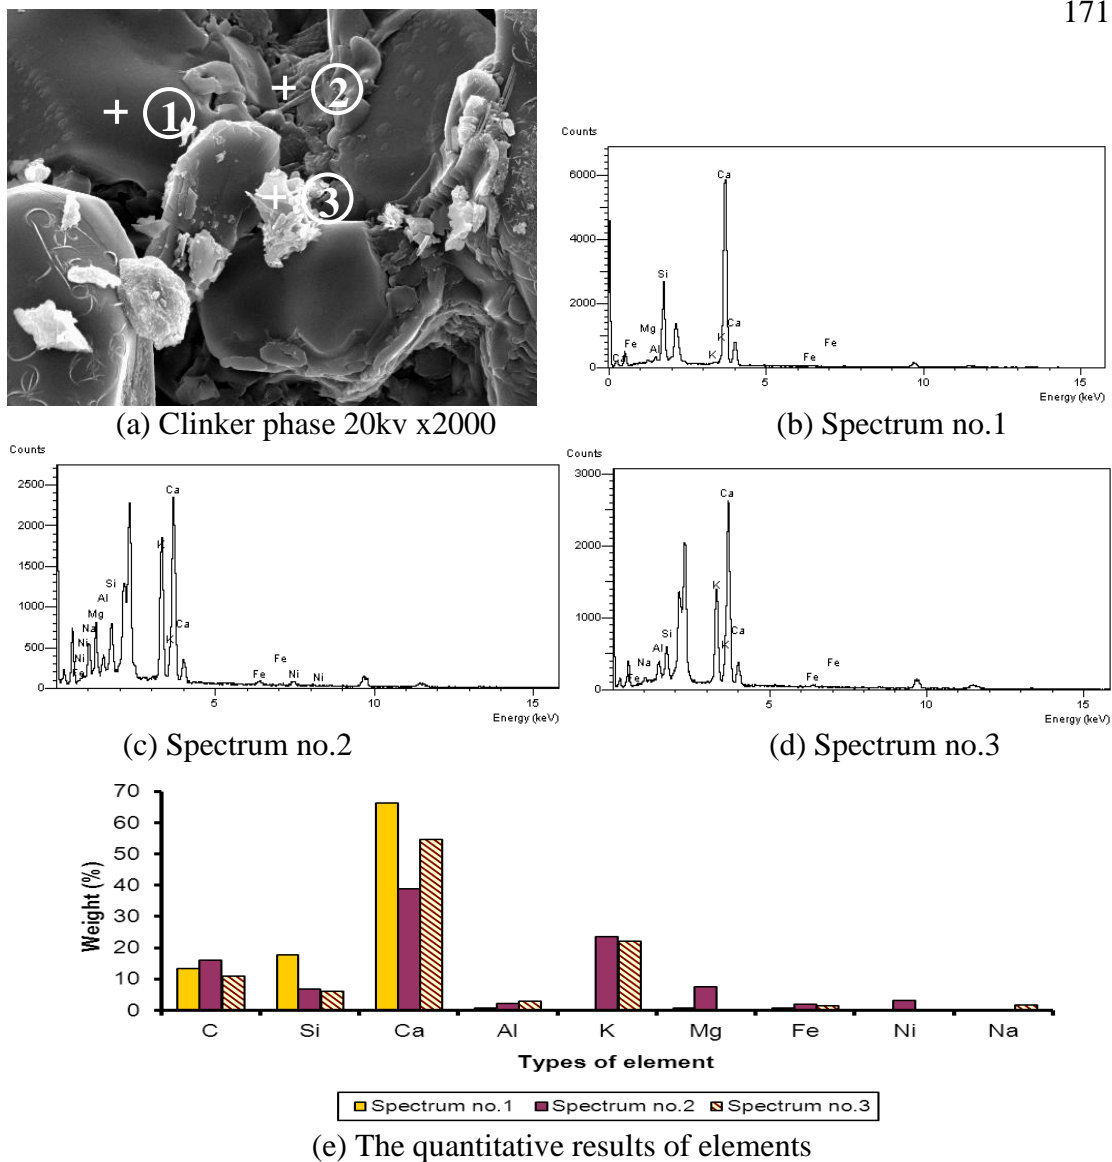 171
+ 1
+ 2
+ 3
(a) Clinker phase 20kv x2000
Counts
6000
4000
2000
0
Ca
Si
Ca
Mg
Fe
Al
C
K
K
Fe
Fe
0 5 10 15
Energy (keV)
(b) Spectrum no.1
Counts
2500
2000
1500
1000
500
0
Ca
K
Si
Al
Mg
Na
Ni
Ni
Fe
K
Ca
Fe
Fe
Ni
Ni
5 10 15
Energy (keV)
(c) Spectrum no.2
Counts
3000
2000
1000
0
Ca
K
Si
Al
Na
Fe
K
Ca
Fe
Fe
5 10 15
Energy (keV)
(d) Spectrum no.3
Weight (%)
70
60
50
40
30
20
10
0
C Si Ca Al K Mg Fe Ni Na
Types of element
Spectrum no.1 Spectrum no.2 Spectrum no.3
(e) The quantitative results of elements